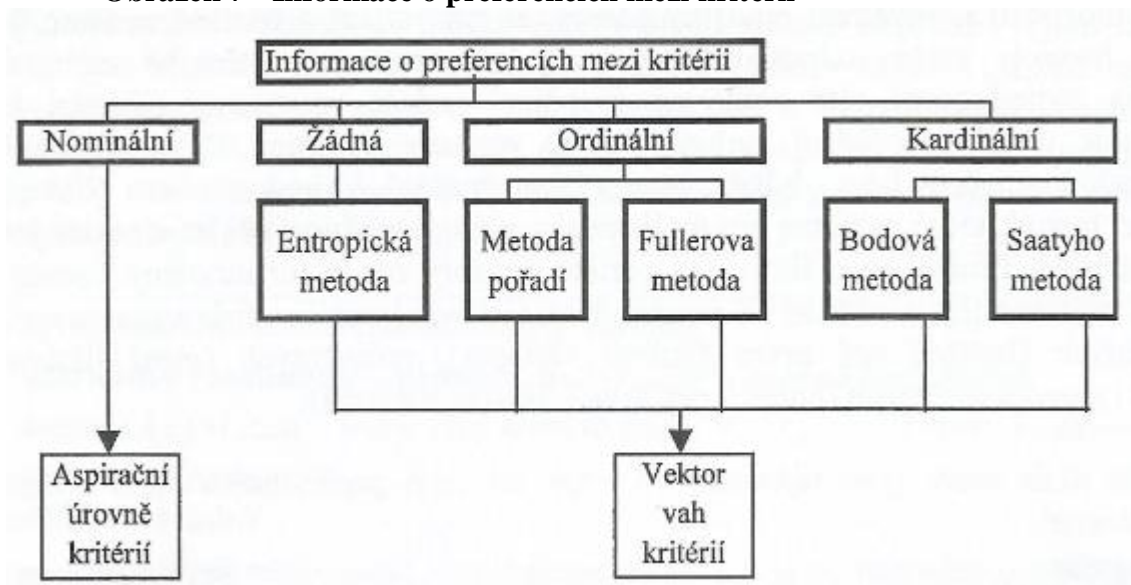 Informace o preferencích mezi kritérii
Nominální
Žádná
Ordinální
Kardinální
Entropická
metoda
Metoda
pořadí
Fullerova
metoda
Bodová
metoda
Saatyho
metoda
Aspirační
úrovně
kritérií
Vektor
vah
kritérií